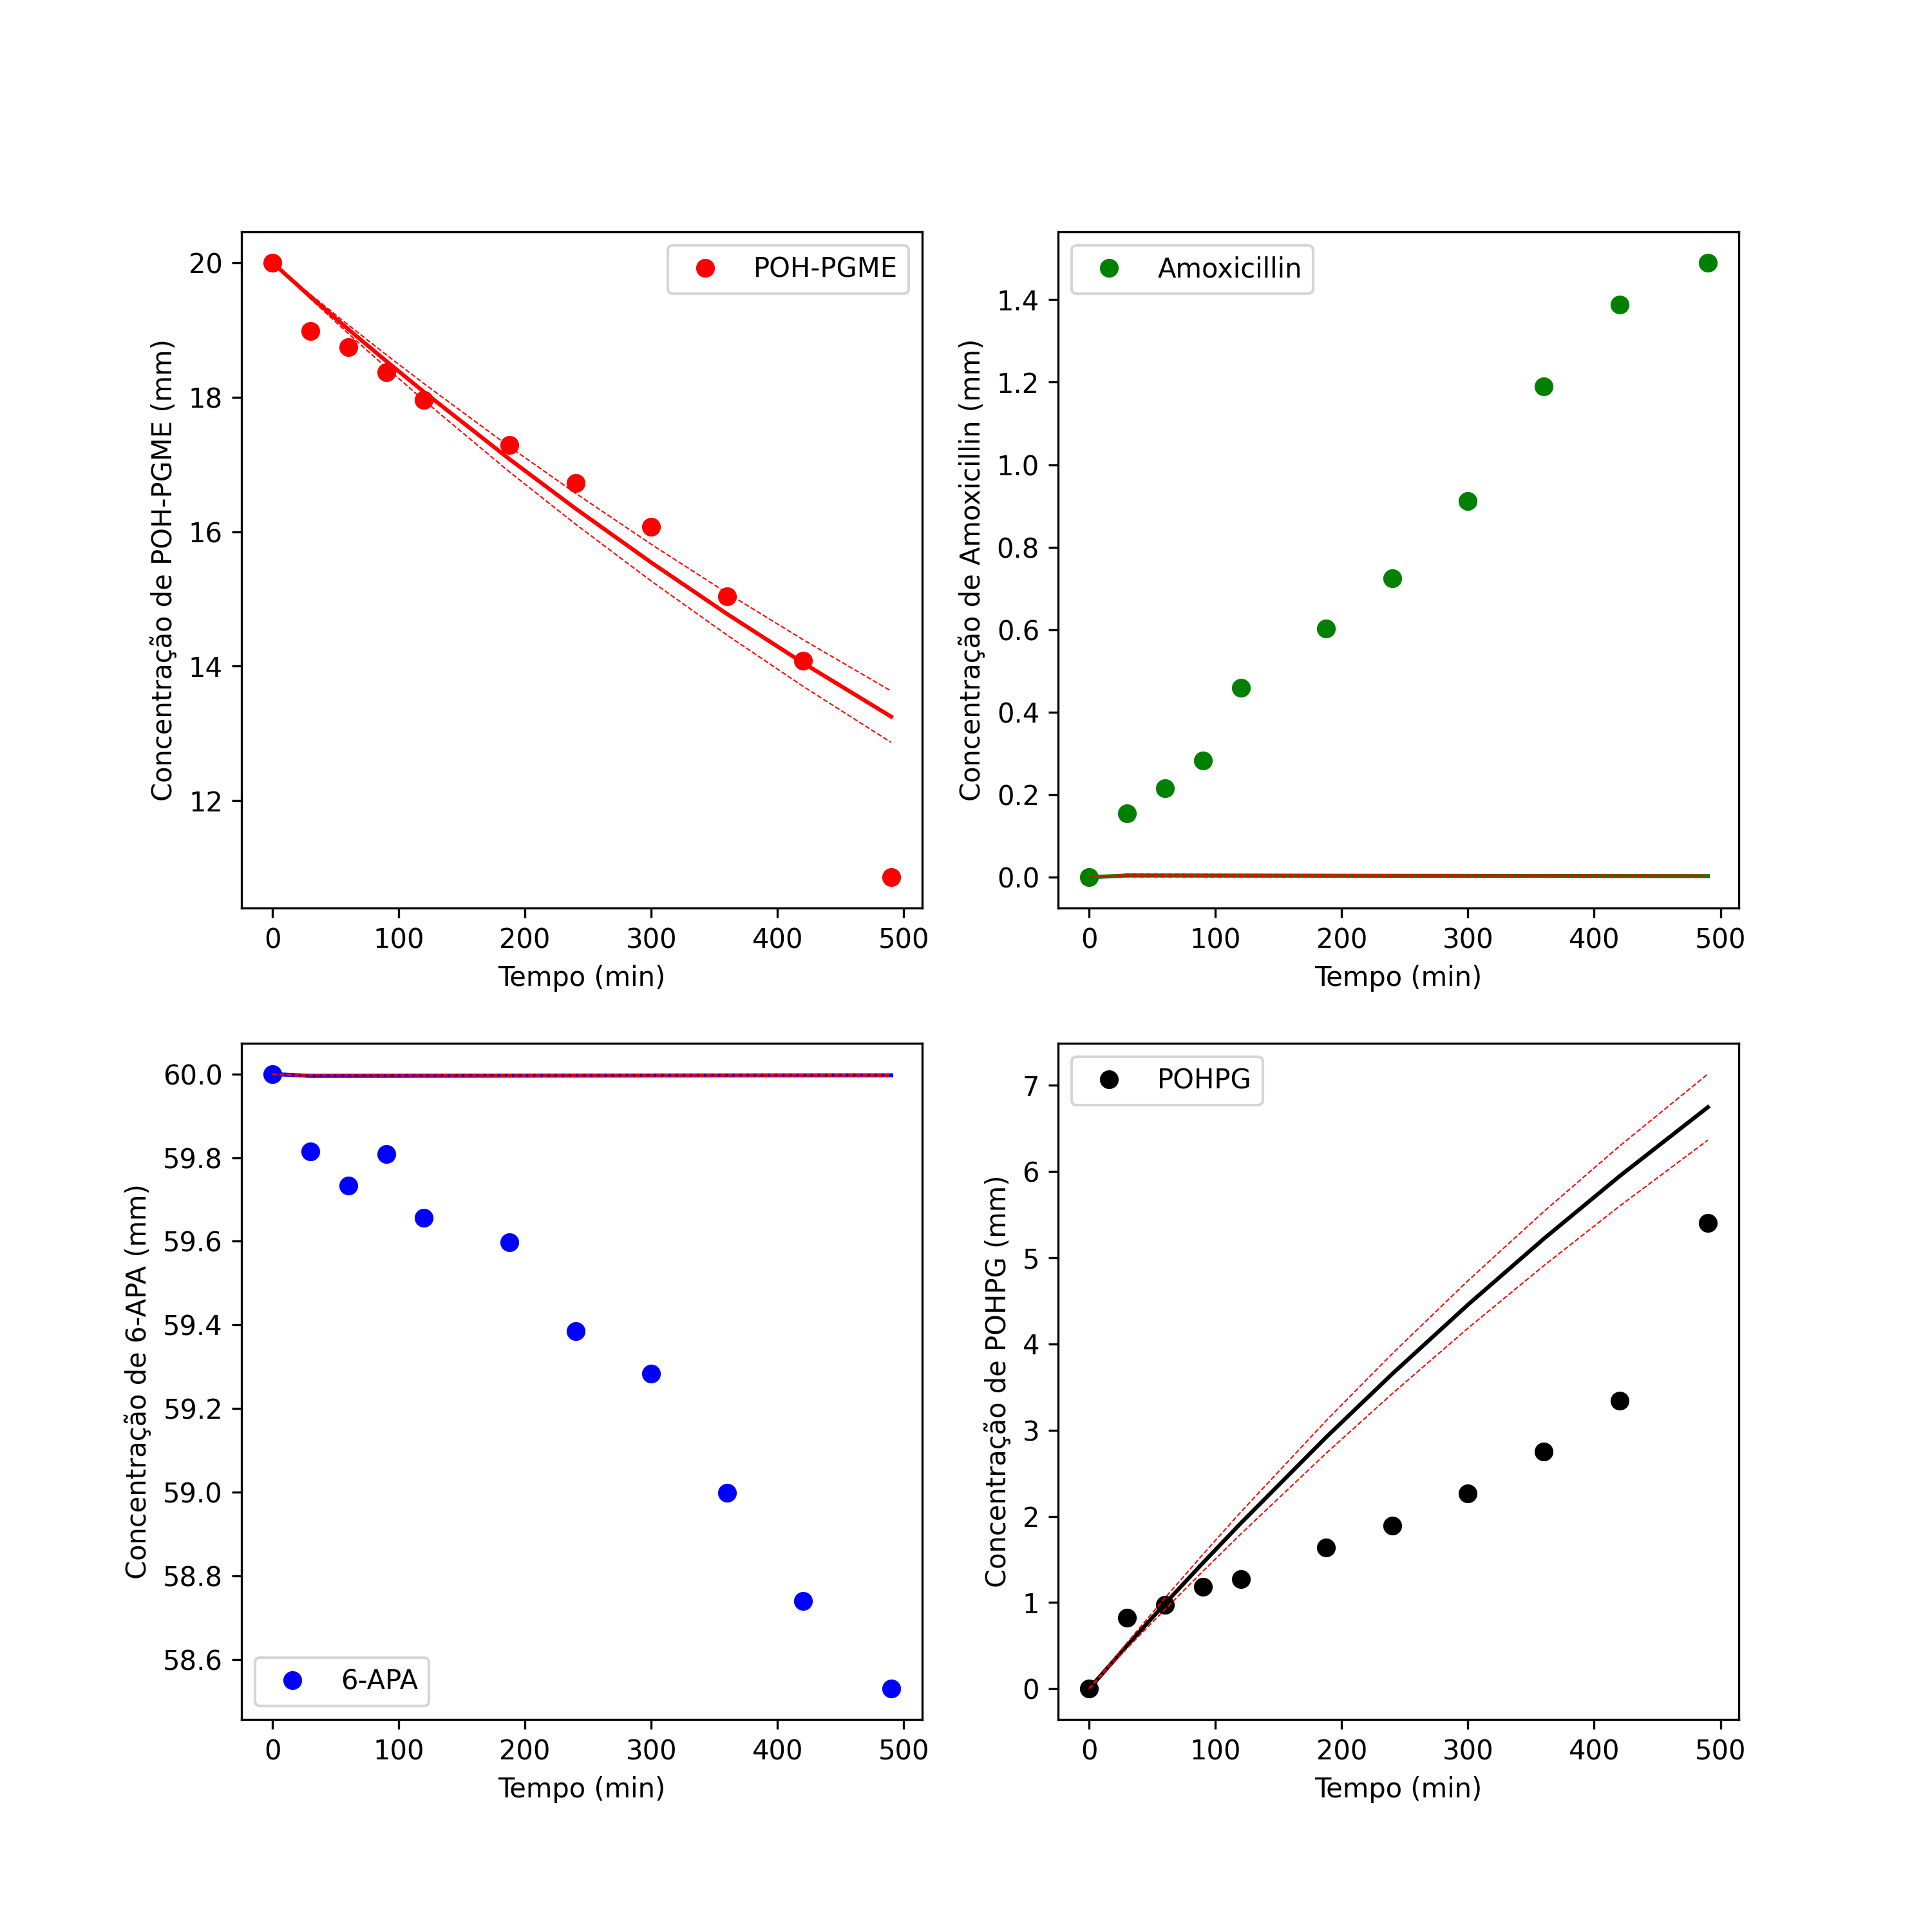 POH-PGME
Concentração de POH-PGME (mm)
20
18
16
14
12
0 100 200 300 400 500
Tempo (min)
Amoxicillin
Concentração de Amoxicillin (mm)
1.4
1.2
1.0
0.8
0.6
0.4
0.2
0.0
0 100 200 300 400 500
Tempo (min)
Concentração de 6-APA (mm)
60.0
59.8
59.6
59.4
59.2
59.0
58.8
58.6
6-APA
0 100 200 300 400 500
Tempo (min)
POHPG
Concentração de POHPG (mm)
7
6
5
4
3
2
1
0
0 100 200 300 400 500
Tempo (min)